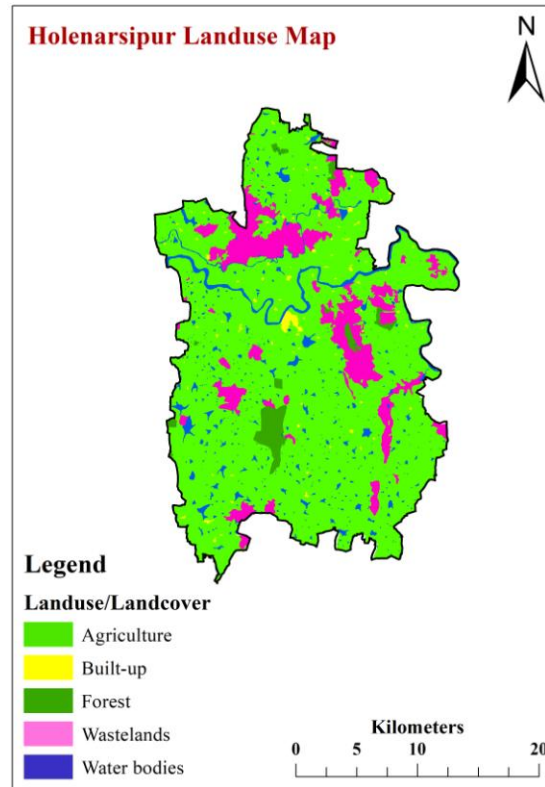 Holenarsipur Landuse Map
N
Legend
Landuse/Landcover
Agriculture
Built-up
Forest
Wastelands
Water bodies
Kilometers
0 5 10 20